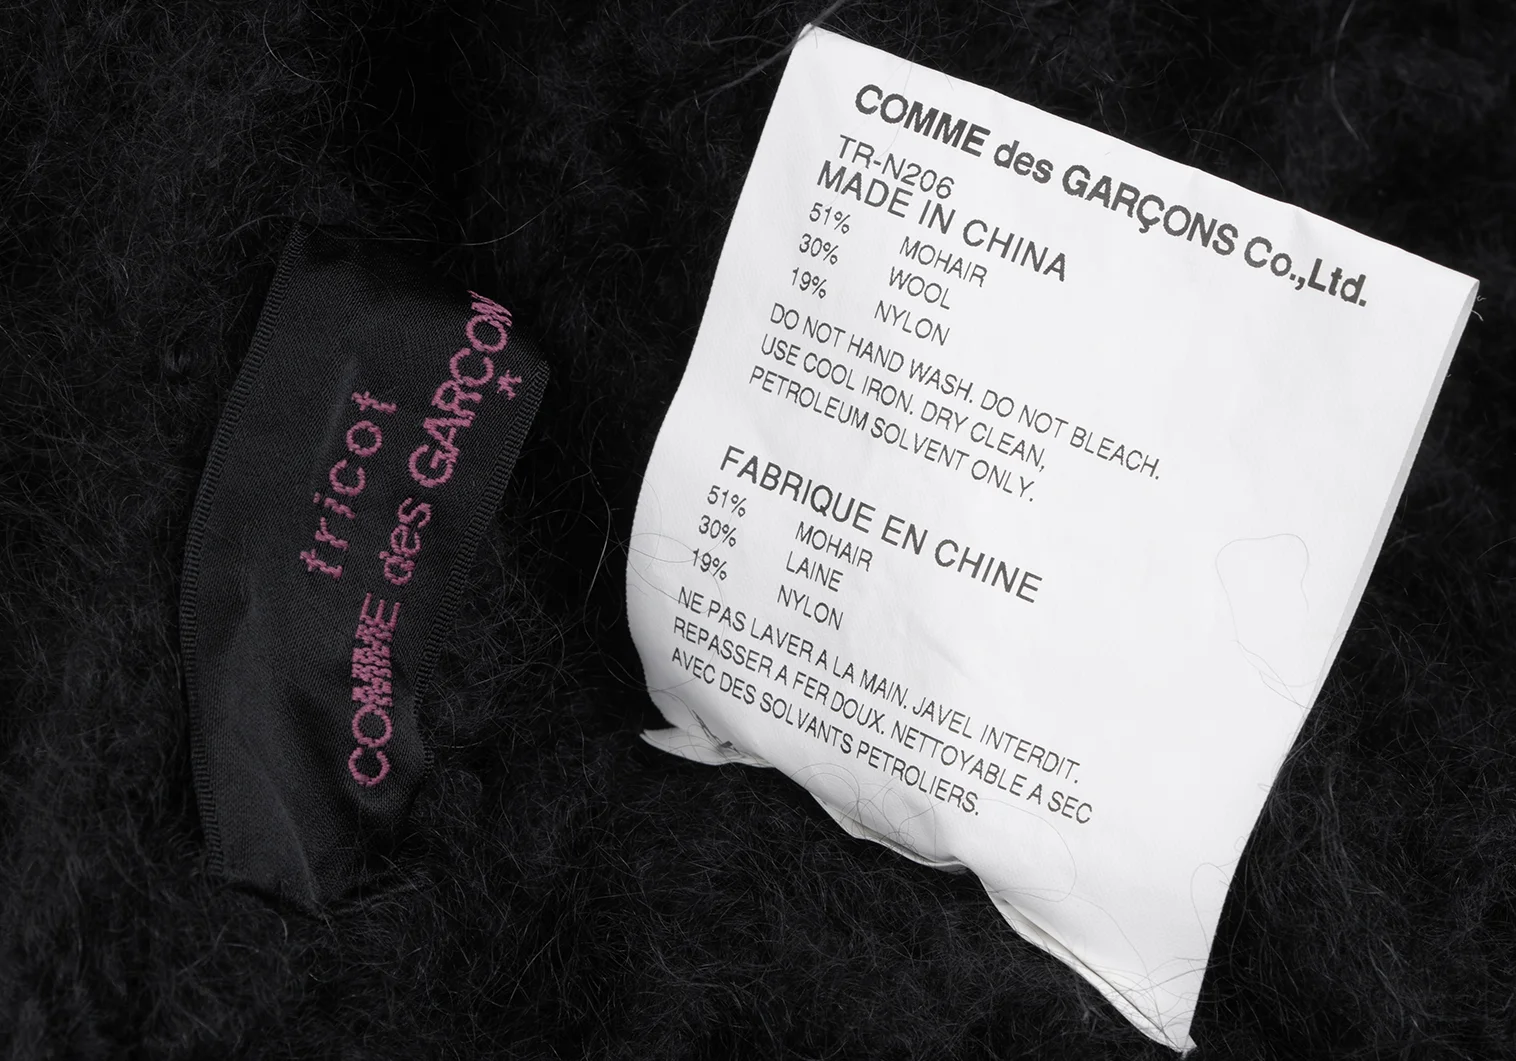 tricot
COMME des GARÇON
COMME des GARÇONS Co.,Ltd.
TR-N206
MADE IN CHINA
51% MOHAIR
30% WOOL
19% NYLON
DO NOT HAND WASH. DO NOT BLEACH.
USE COOL IRON. DRY CLEAN,
PETROLEUM SOLVENT ONLY.
FABRIQUE EN CHINE
51% MOHAIR
30% LAINE
19% NYLON
NE PAS LAVER A LA MAIN. JAVEL INTERDIT.
REPASSER A FER DOUX. NETTOYABLE A SEC
AVEC DES SOLVANTS PETROLIERS.